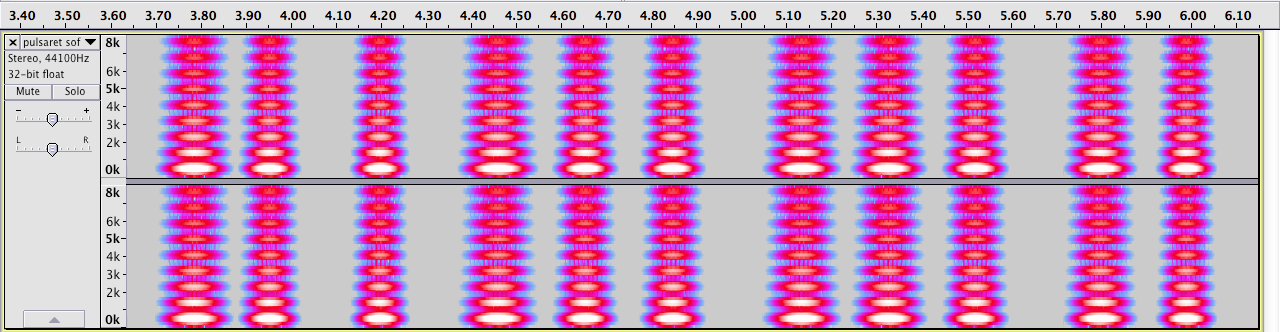 3.40 3.50 3.60 3.70 3.80 3.90 4.00 4.10 4.20 4.30 4.40 4.50 4.60 4.70 4.80 4.90 5.00 5.10 5.20 5.30 5.40 5.50 5.60 5.70 5.80 5.90 6.00 6.10
pulsaret sof
Stereo, 44100Hz
32-bit float
Mute Solo
- +
L R
8k
6k
5k
4k
3k
2k
0k
8k
6k
5k
4k
3k
2k
0k